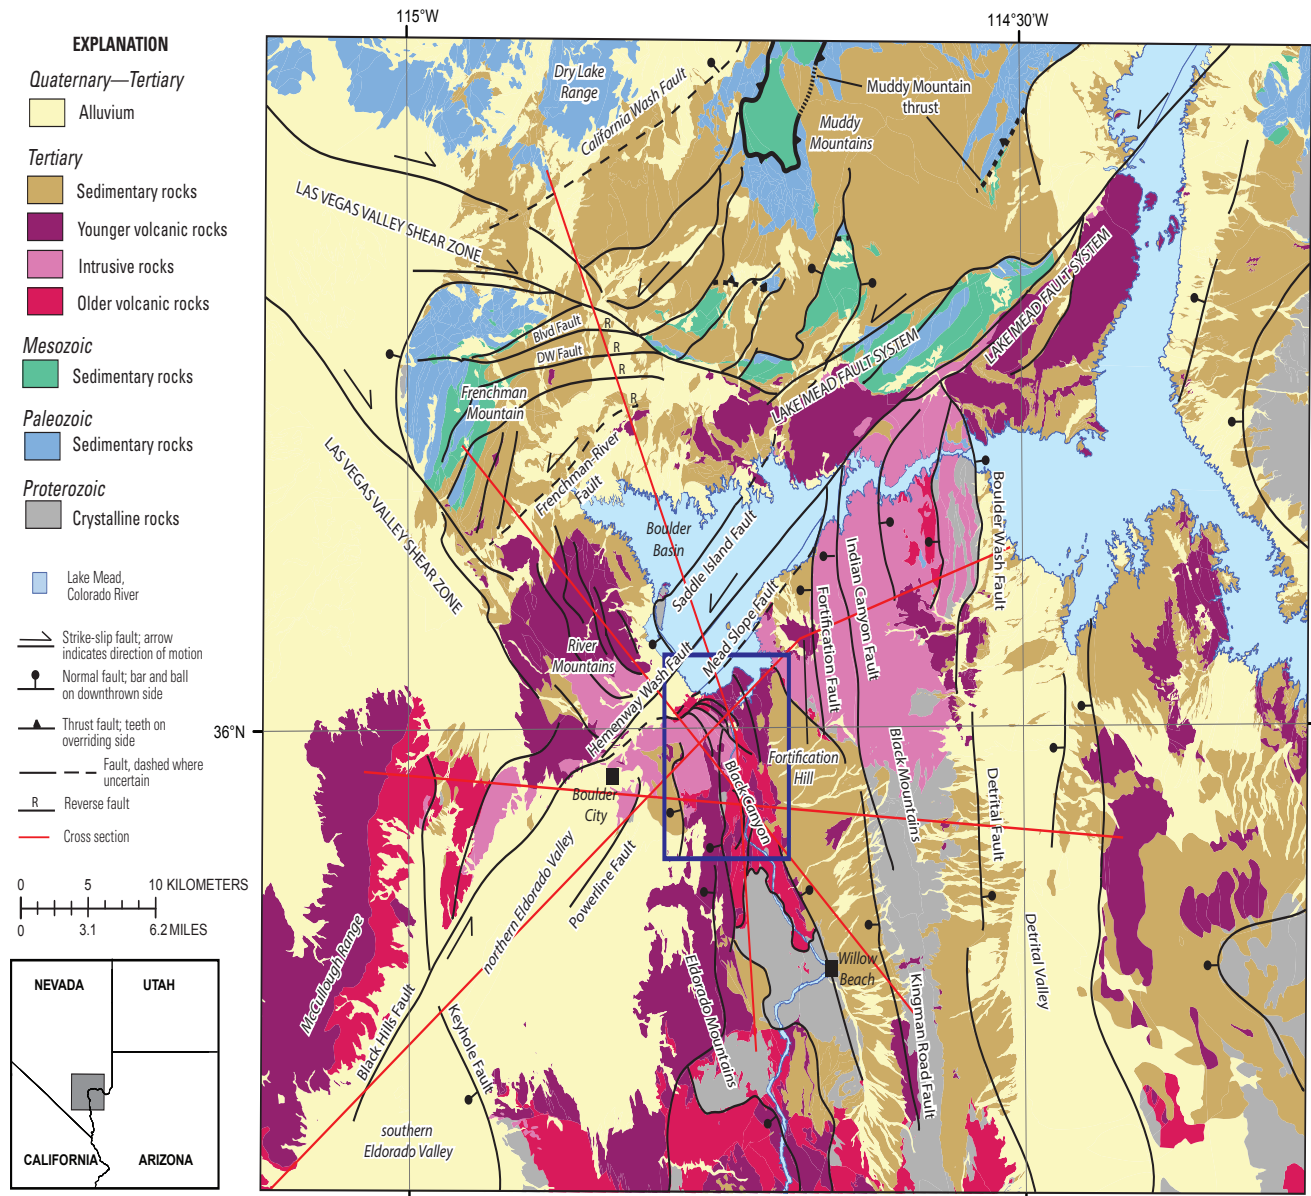 115°W
114°30'W
EXPLANATION
Quaternary—Tertiary
Alluvium
Tertiary
Sedimentary rocks
Younger volcanic rocks
Intrusive rocks
Older volcanic rocks
Mesozoic
Sedimentary rocks
Paleozoic
Sedimentary rocks
Proterozoic
Crystalline rocks
Lake Mead,
Colorado River
Strike-slip fault; arrow
indicates direction of motion
Normal fault; bar and ball
on downthrown side
Thrust fault; teeth on
overriding side
Fault, dashed where
uncertain
R
Reverse fault
Cross section
0 5 10 KILOMETERS
0 3.1 6.2 MILES
NEVADA
UTAH
CALIFORNIA
ARIZONA
36°N
Dry Lake
Range
California Wash Fault
Muddy Mountain
thrust
Muddy
Mountains
LAS VEGAS VALLEY SHEAR ZONE
LAKE MEAD FAULT SYSTEM
Blvd Fault
R
DW Fault
R
R
R
LAKE MEAD FAULT SYSTEM
Frenchman
Mountain
LAS VEGAS VALLEY SHEAR ZONE
Frenchman-River
Fault
Boulder
Basin
Saddle Island Fault
Boulder Wash Fault
Indian Canyon Fault
Fortification Fault
Mead Slope Fault
River
Mountains
Hemenway Wash Fault
Fortification
Hill
Black Mountains
Black Canyon
Boulder
City
Detrital Fault
northern Eldorado Valley
Powerline Fault
McCullough Range
Willow
Beach
Detrital Valley
Eldorado Mountains
Kingman Road Fault
Black Hills Fault
Keyhole Fault
southern
Eldorado Valley